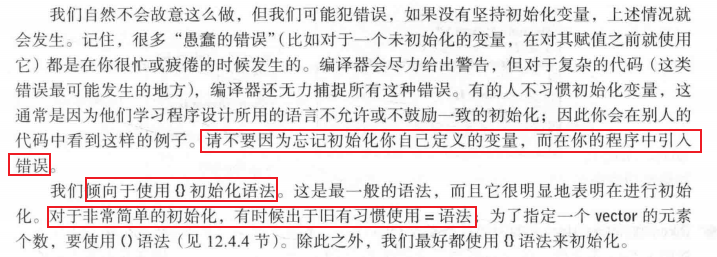 我们自然不会故意这么做，但我们可能犯错误，如果没有坚持初始化变量，上述情况就
会发生。记住，很多“愚蠢的错误”（比如对于一个未初始化的变量，在对其赋值之前就使用
它）都是在你很忙或疲倦的时候发生的。编译器会尽力给出警告，但对于复杂的代码（这类
错误最可能发生的地方），编译器还无力捕捉所有这种错误。有的人不习惯初始化变量，这
通常是因为他们学习程序设计所用的语言不允许或不鼓励一致的初始化；因此你会在别人的
代码中看到这样的例子。请不要因为忘记初始化你自己定义的变量，而在你的程序中引入
错误。
我们倾向于使用 {} 初始化语法。这是最一般的语法，而且它很明显地表明在进行初始
化。对于非常简单的初始化，有时候出于旧有习惯使用 = 语法，为了指定一个 vector 的元素
个数，要使用 () 语法（见 12.4.4 节）。除此之外，我们最好都使用 {} 语法来初始化。